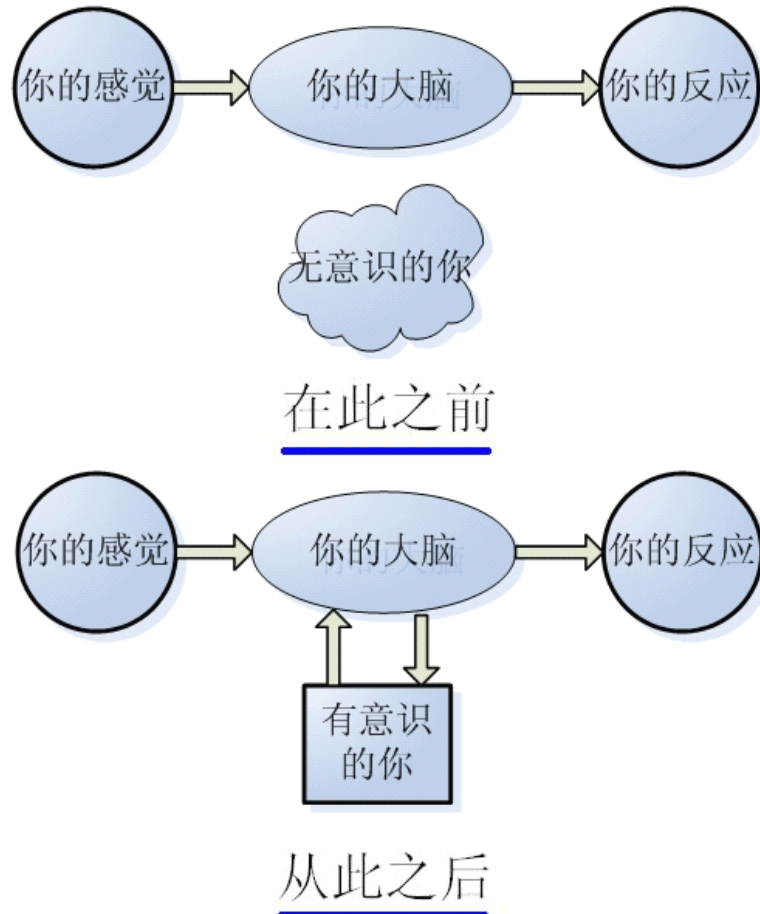 你的感觉
你的大脑
你的反应
无意识的你
在此之前
你的感觉
你的大脑
你的反应
有意识
的你
从此之后